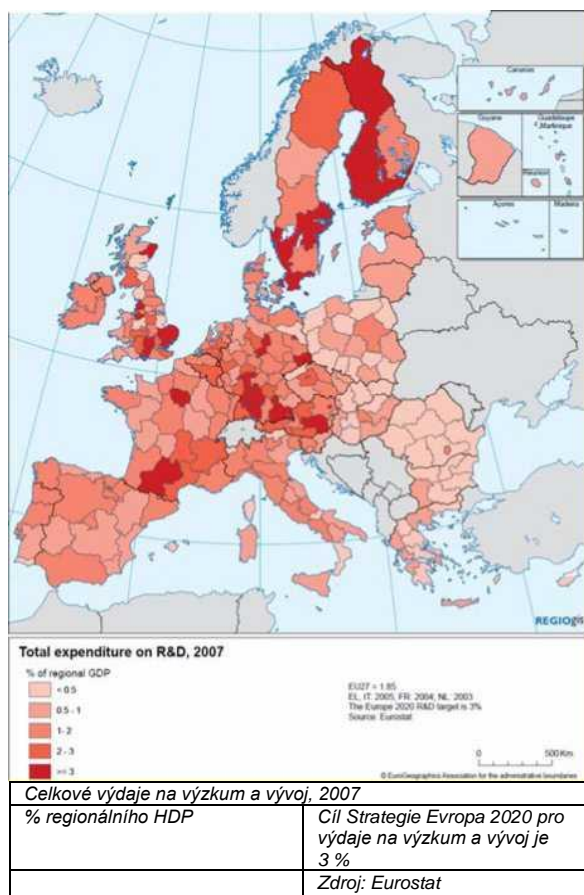 Canarias
Guyane
Guadeloupe
Martinique
Réunion
Açores
Madeira
REGIOgis
Total expenditure on R&D, 2007
% of regional GDP
< 0.5
0.5 - 1
1- 2
2 - 3
>= 3
EU27 = 1.85
EL, IT: 2005, FR: 2004; NL: 2003
The Europe 2020 R&D target is 3%
Source: Eurostat
0 500 Km
© EuroGeographics Association for the administrative boundaries
Celkové výdaje na výzkum a vývoj, 2007
% regionálního HDP
Cíl Strategie Evropa 2020 pro
výdaje na výzkum a vývoj je
3 %
Zdroj: Eurostat